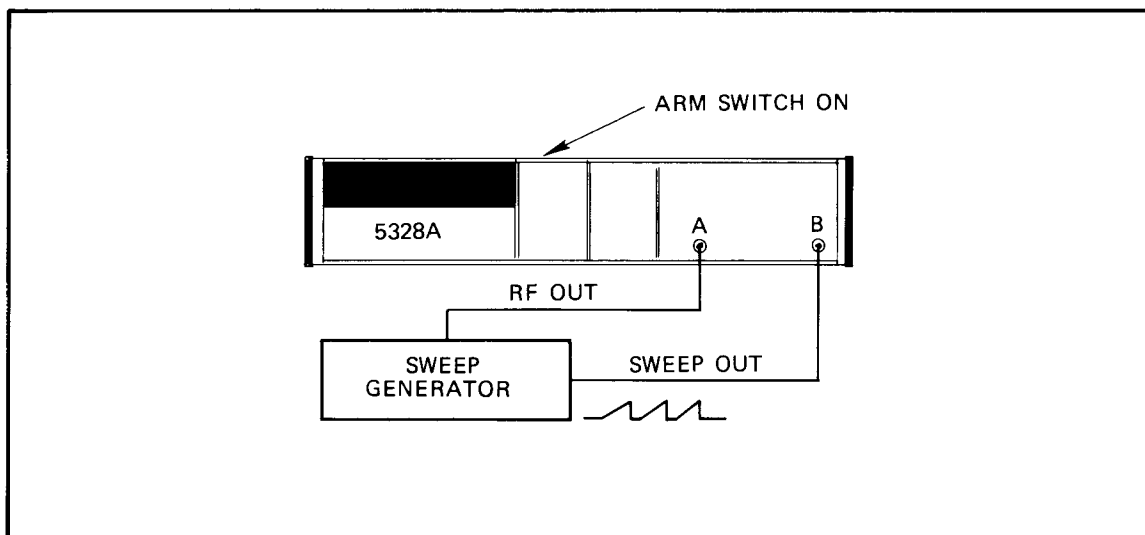 ARM SWITCH ON
5328A
A
B
RF OUT
SWEEP
GENERATOR
SWEEP OUT